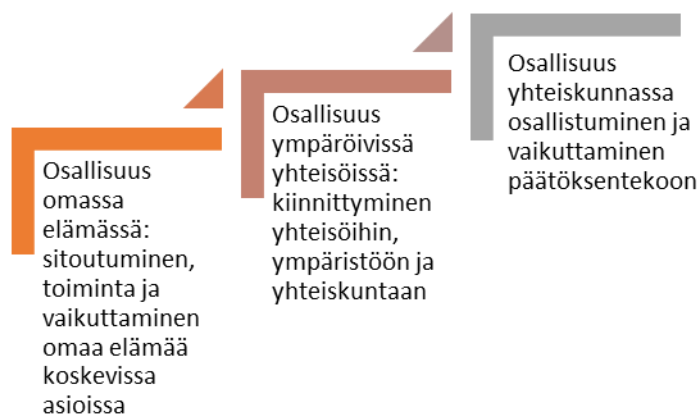 Osallisuus
omassa
elämässä:
sitoutuminen,
toiminta ja
vaikuttaminen
omaa elämää
koskevissa
asioissa
Osallisuus
ympäröivissä
yhteisöissä:
kiinnittyminen
yhteisöihin,
ympäristöön ja
yhteiskuntaan
Osallisuus
yhteiskunnassa
osallistuminen ja
vaikuttaminen
päätöksentekoon